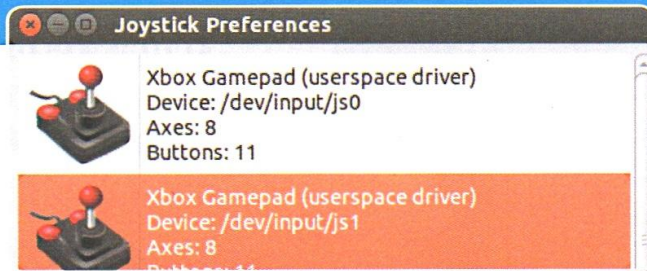 Joystick Preferences
Xbox Gamepad (userspace driver)
Device: /dev/input/js0
Axes: 8
Buttons: 11
Xbox Gamepad (userspace driver)
Device: /dev/input/js1
Axes: 8